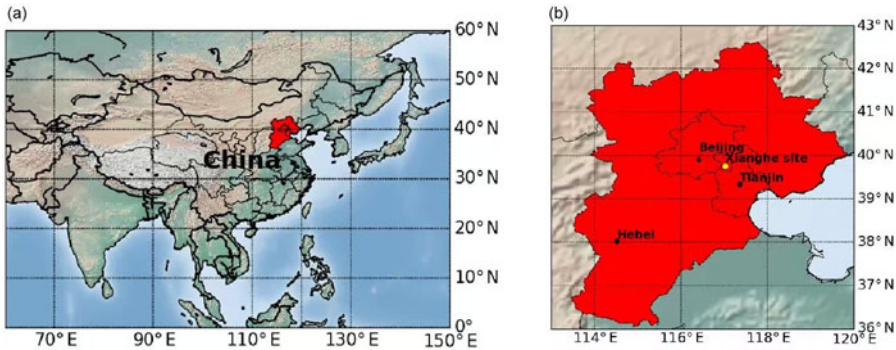 (a)
60°N
50°N
40°N
China
30°N
20°N
10°N
0°
70°E 90°E 110°E 130°E 150°E
(b)
43°N
42°N
41°N
Beijing
40°N
Xianghe site
Tianjin
39°N
Hebei
38°N
37°N
36°N
114°E 116°E 118°E 120°E